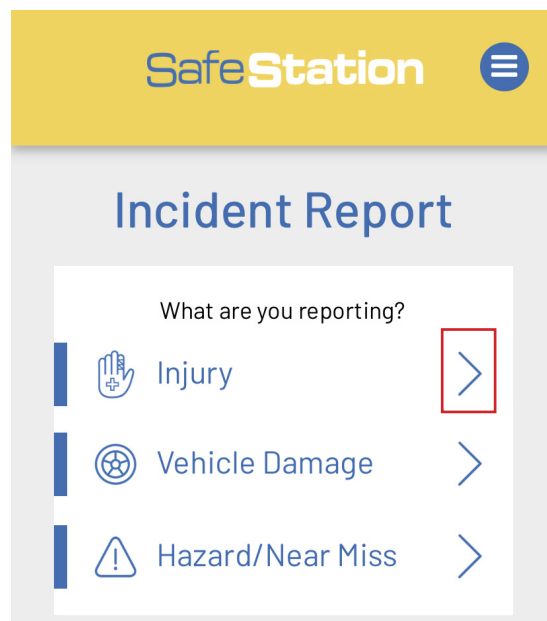 SafeStation
Incident Report
What are you reporting?
Injury
Vehicle Damage
Hazard/Near Miss